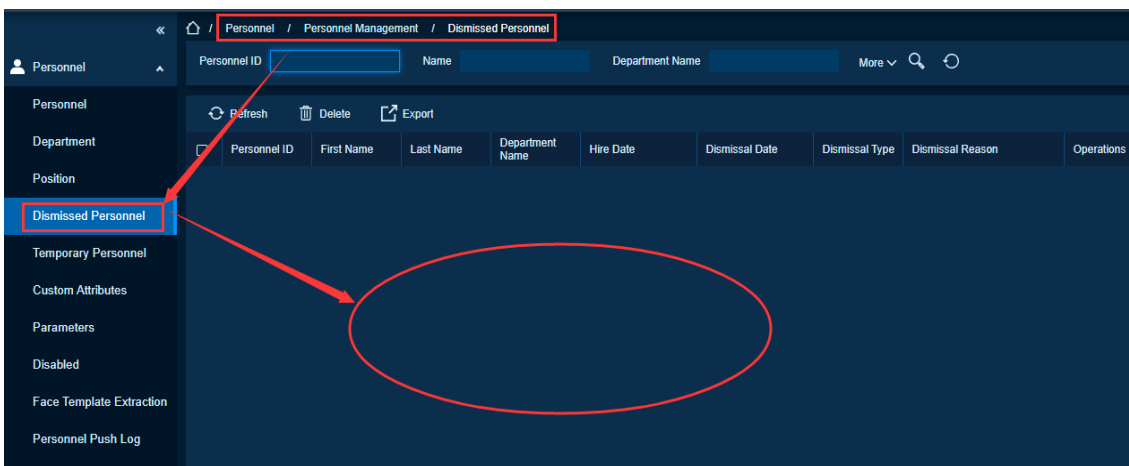 « / Personnel / Personnel Management / Dismissed Personnel
Personnel ID Name Department Name More
Personnel
Refresh Delete Export
Personnel ID First Name Last Name Department Name Hire Date Dismissal Date Dismissal Type Dismissal Reason Operations
Personnel
Department
Position
Dismissed Personnel
Temporary Personnel
Custom Attributes
Parameters
Disabled
Face Template Extraction
Personnel Push Log